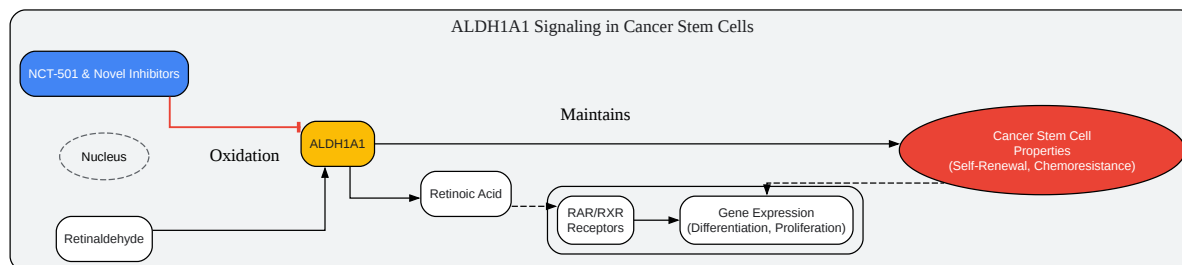 ALDH1A1 Signaling in Cancer Stem Cells
NCT-501 & Novel Inhibitors
Maintains
Cancer Stem Cell
Properties
(Self-Renewal, Chemoresistance)
ALDH1A1
Oxidation
Nucleus
Retinoic Acid
RAR/RXR
Receptors
Gene Expression
(Differentiation, Proliferation)
Retinaldehyde